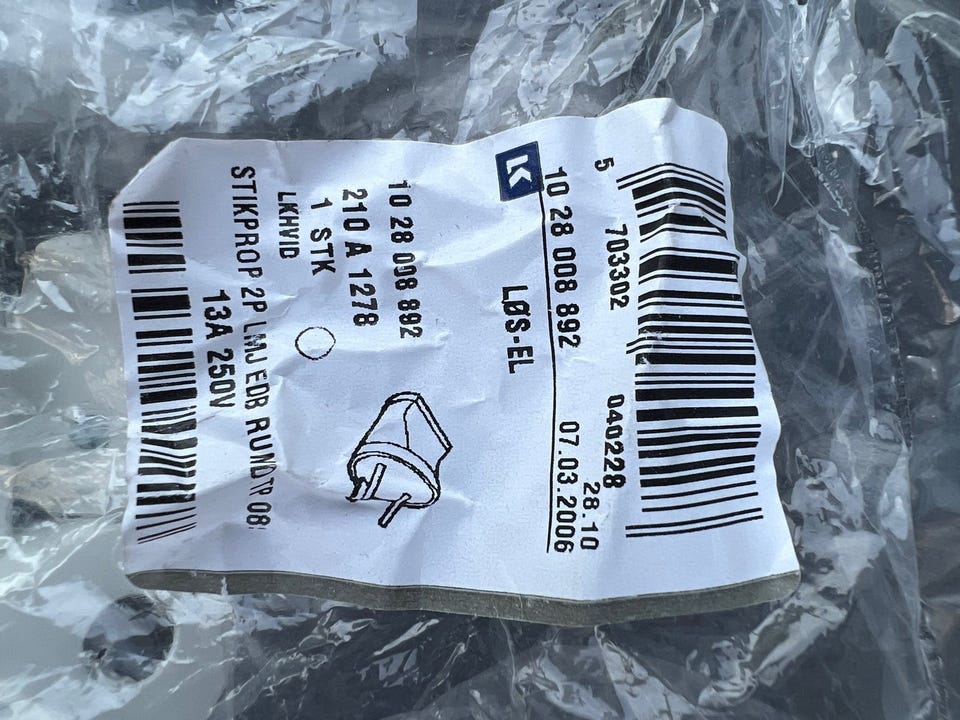 5 703302 040228
28.10
10 28 008 892 07.03.2006
LK
LØS-EL
10 28 008 892
210 A 1278
1 STK
LKHVID
STIKPROP 2P LMJ EDB RUNDTP 08
13A 250V